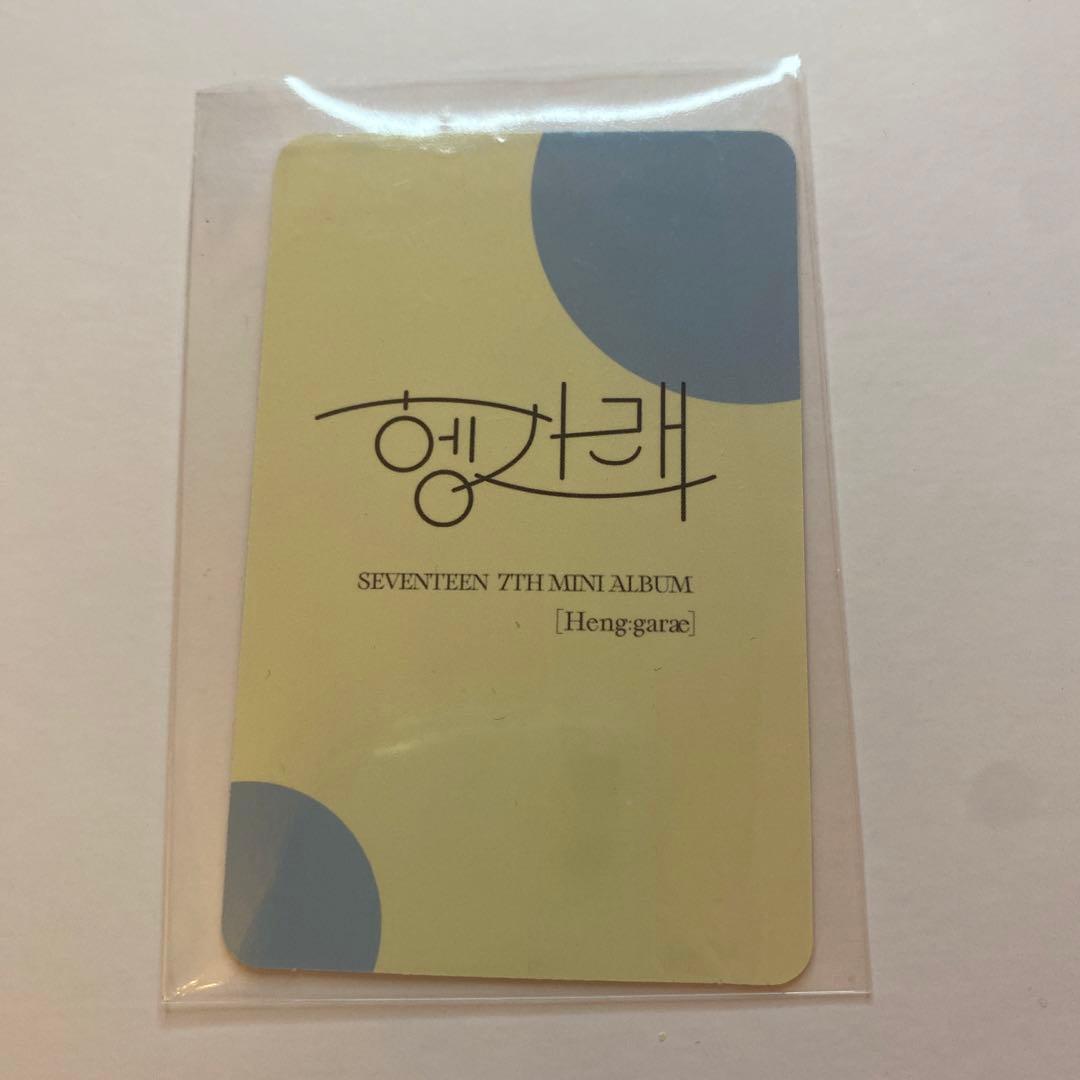 헹가래
SEVENTEEN 7TH MINI ALBUM
[Heng:garæ]